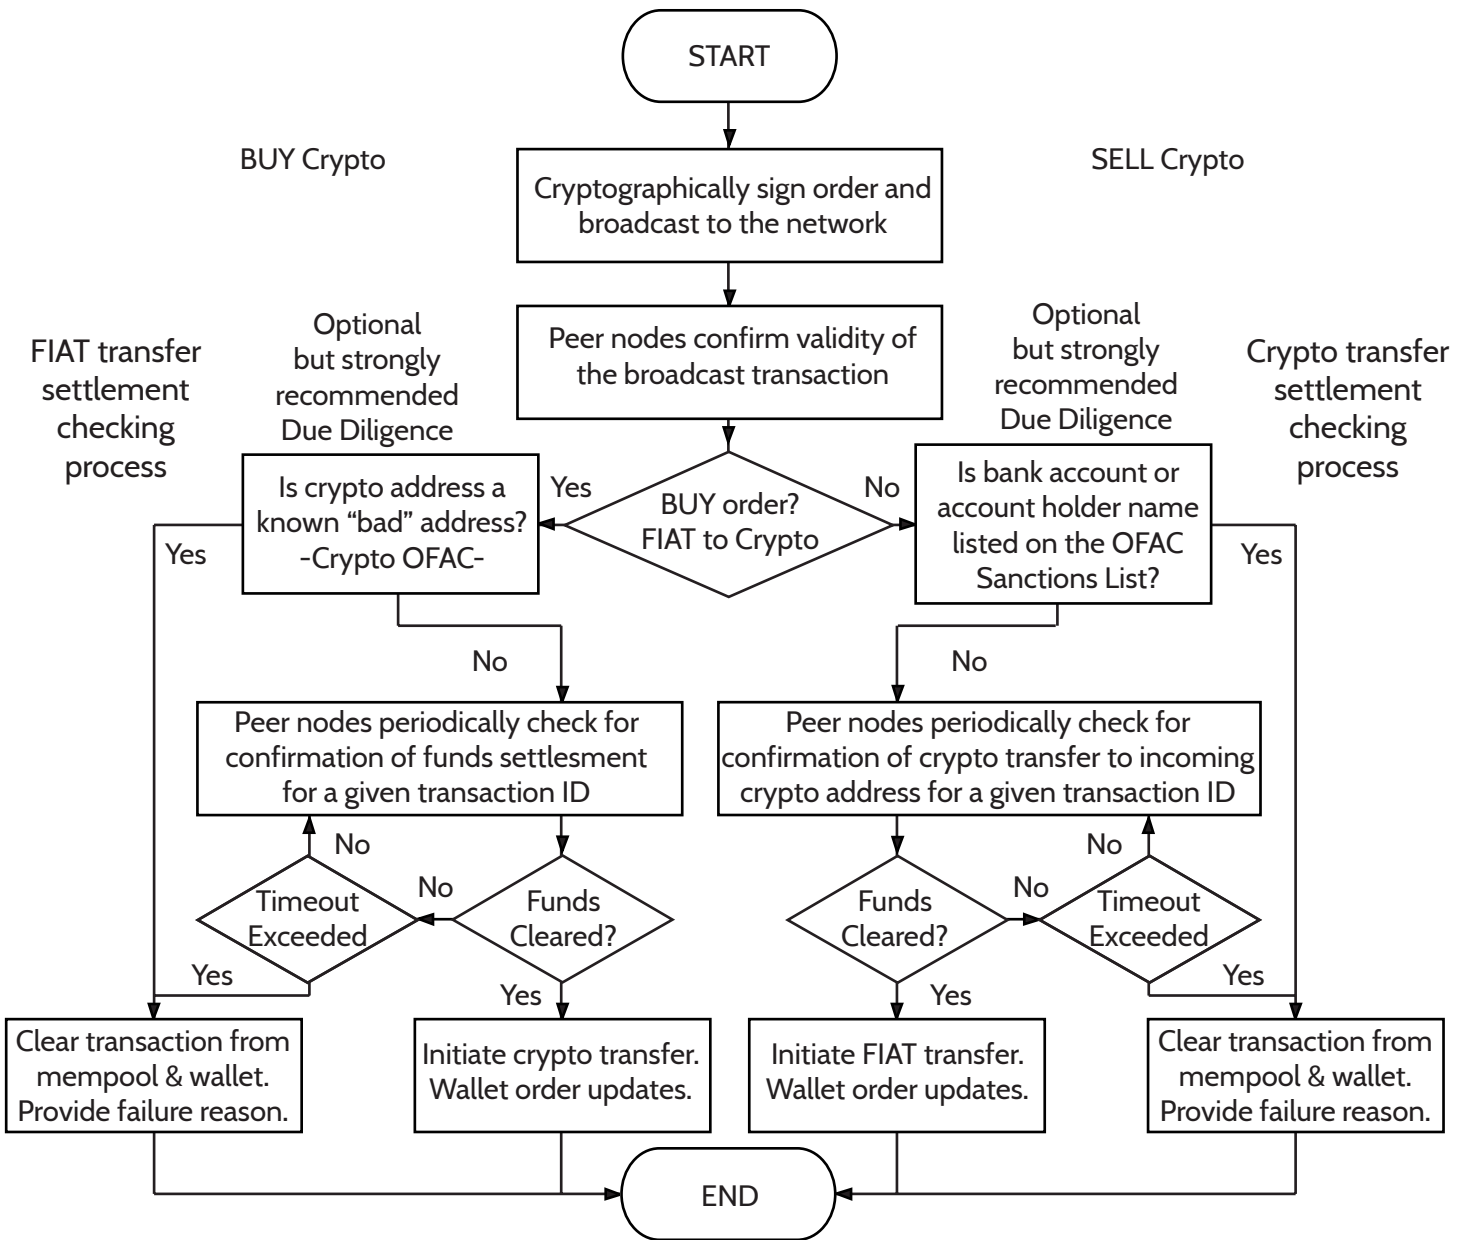 START
BUY Crypto
SELL Crypto
Cryptographically sign order and
broadcast to the network
FIAT transfer
settlement
checking
process
Optional
but strongly
recommended
Due Diligence
Peer nodes confirm validity of
the broadcast transaction
Optional
but strongly
recommended
Due Diligence
Crypto transfer
settlement
checking
process
Is crypto address a
known “bad” address?
-Crypto OFAC-
Yes
BUY order?
FIAT to Crypto
No
Is bank account or
account holder name
listed on the OFAC
Sanctions List?
Yes
Yes
No
No
Peer nodes periodically check for
confirmation of funds settlesment
for a given transaction ID
Peer nodes periodically check for
confirmation of crypto transfer to incoming
crypto address for a given transaction ID
No
No
Timeout
Exceeded
No
Funds
Cleared?
Funds
Cleared?
No
Timeout
Exceeded
Yes
Yes
Yes
Yes
Clear transaction from
mempool & wallet.
Provide failure reason.
Initiate crypto transfer.
Wallet order updates.
Initiate FIAT transfer.
Wallet order updates.
Clear transaction from
mempool & wallet.
Provide failure reason.
END